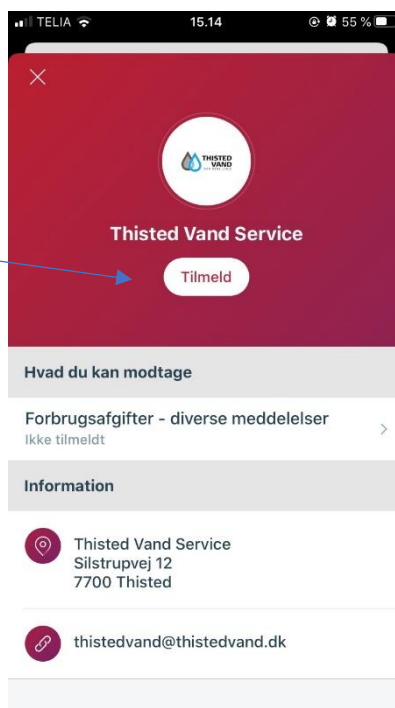 TELIA
15.14
55 %
THISTED
VAND
Thisted Vand Service
Tilmeld
Hvad du kan modtage
Forbrugsafgifter - diverse meddelelser
Ikke tilmeldt
Information
Thisted Vand Service
Silstrupvej 12
7700 Thisted
thistedvand@thistedvand.dk